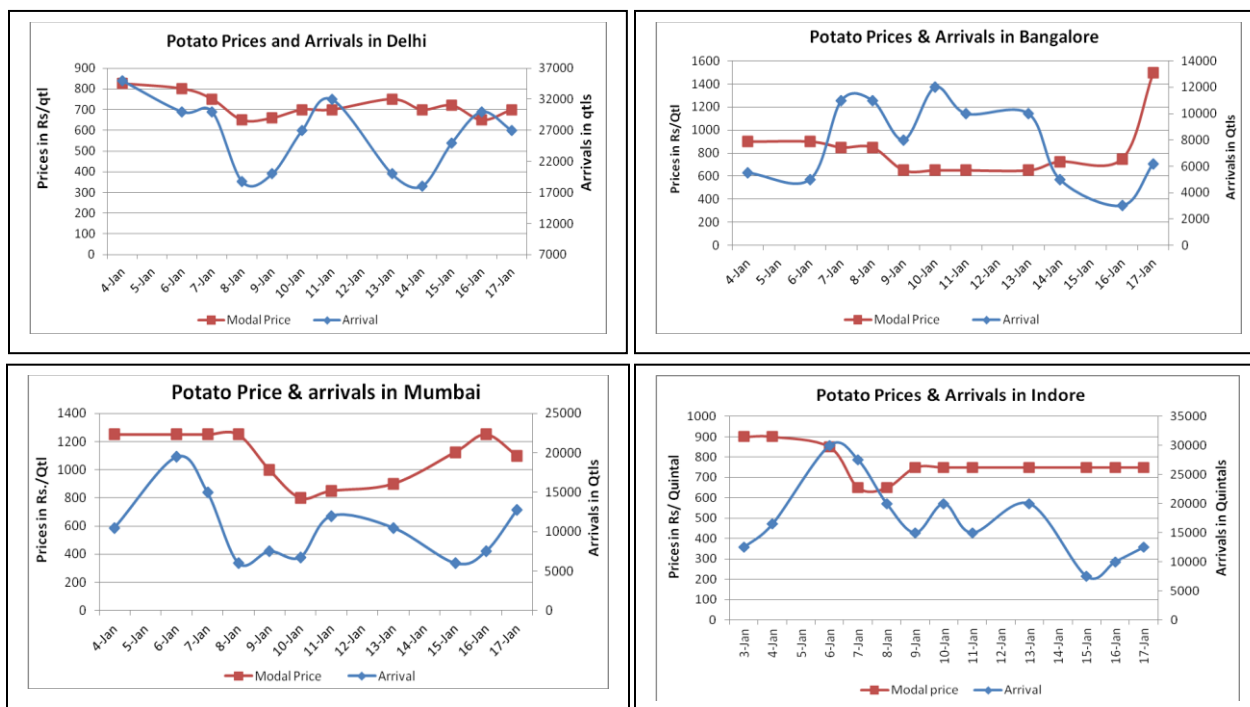 Potato Prices and Arrivals in Delhi
Prices in Rs/qtl
900
800
700
600
500
400
300
200
100
0
37000
32000
27000
22000
17000
12000
7000
Arrivals in qtls
4-Jan
5-Jan
6-Jan
7-Jan
8-Jan
9-Jan
10-Jan
11-Jan
12-Jan
13-Jan
14-Jan
15-Jan
16-Jan
17-Jan
Modal Price Arrival
Potato Prices & Arrivals in Bangalore
Prices in Rs/Qtl
1600
1400
1200
1000
800
600
400
200
0
14000
12000
10000
8000
6000
4000
2000
0
Arrivals in Qtls
4-Jan
5-Jan
6-Jan
7-Jan
8-Jan
9-Jan
10-Jan
11-Jan
12-Jan
13-Jan
14-Jan
15-Jan
16-Jan
17-Jan
Modal Price Arrival
Potato Price & arrivals in Mumbai
Prices in Rs./Qtl
1400
1200
1000
800
600
400
200
0
25000
20000
15000
10000
5000
0
Arrivals in Qtls
4-Jan
5-Jan
6-Jan
7-Jan
8-Jan
9-Jan
10-Jan
11-Jan
12-Jan
13-Jan
14-Jan
15-Jan
16-Jan
17-Jan
Modal Price Arrival
Potato Prices & Arrivals in Indore
Prices in Rs/ Quintal
1000
900
800
700
600
500
400
300
200
100
0
35000
30000
25000
20000
15000
10000
5000
0
Arrivals in Quintals
3-Jan
4-Jan
5-Jan
6-Jan
7-Jan
8-Jan
9-Jan
10-Jan
11-Jan
12-Jan
13-Jan
14-Jan
15-Jan
16-Jan
17-Jan
Modal price Arrival